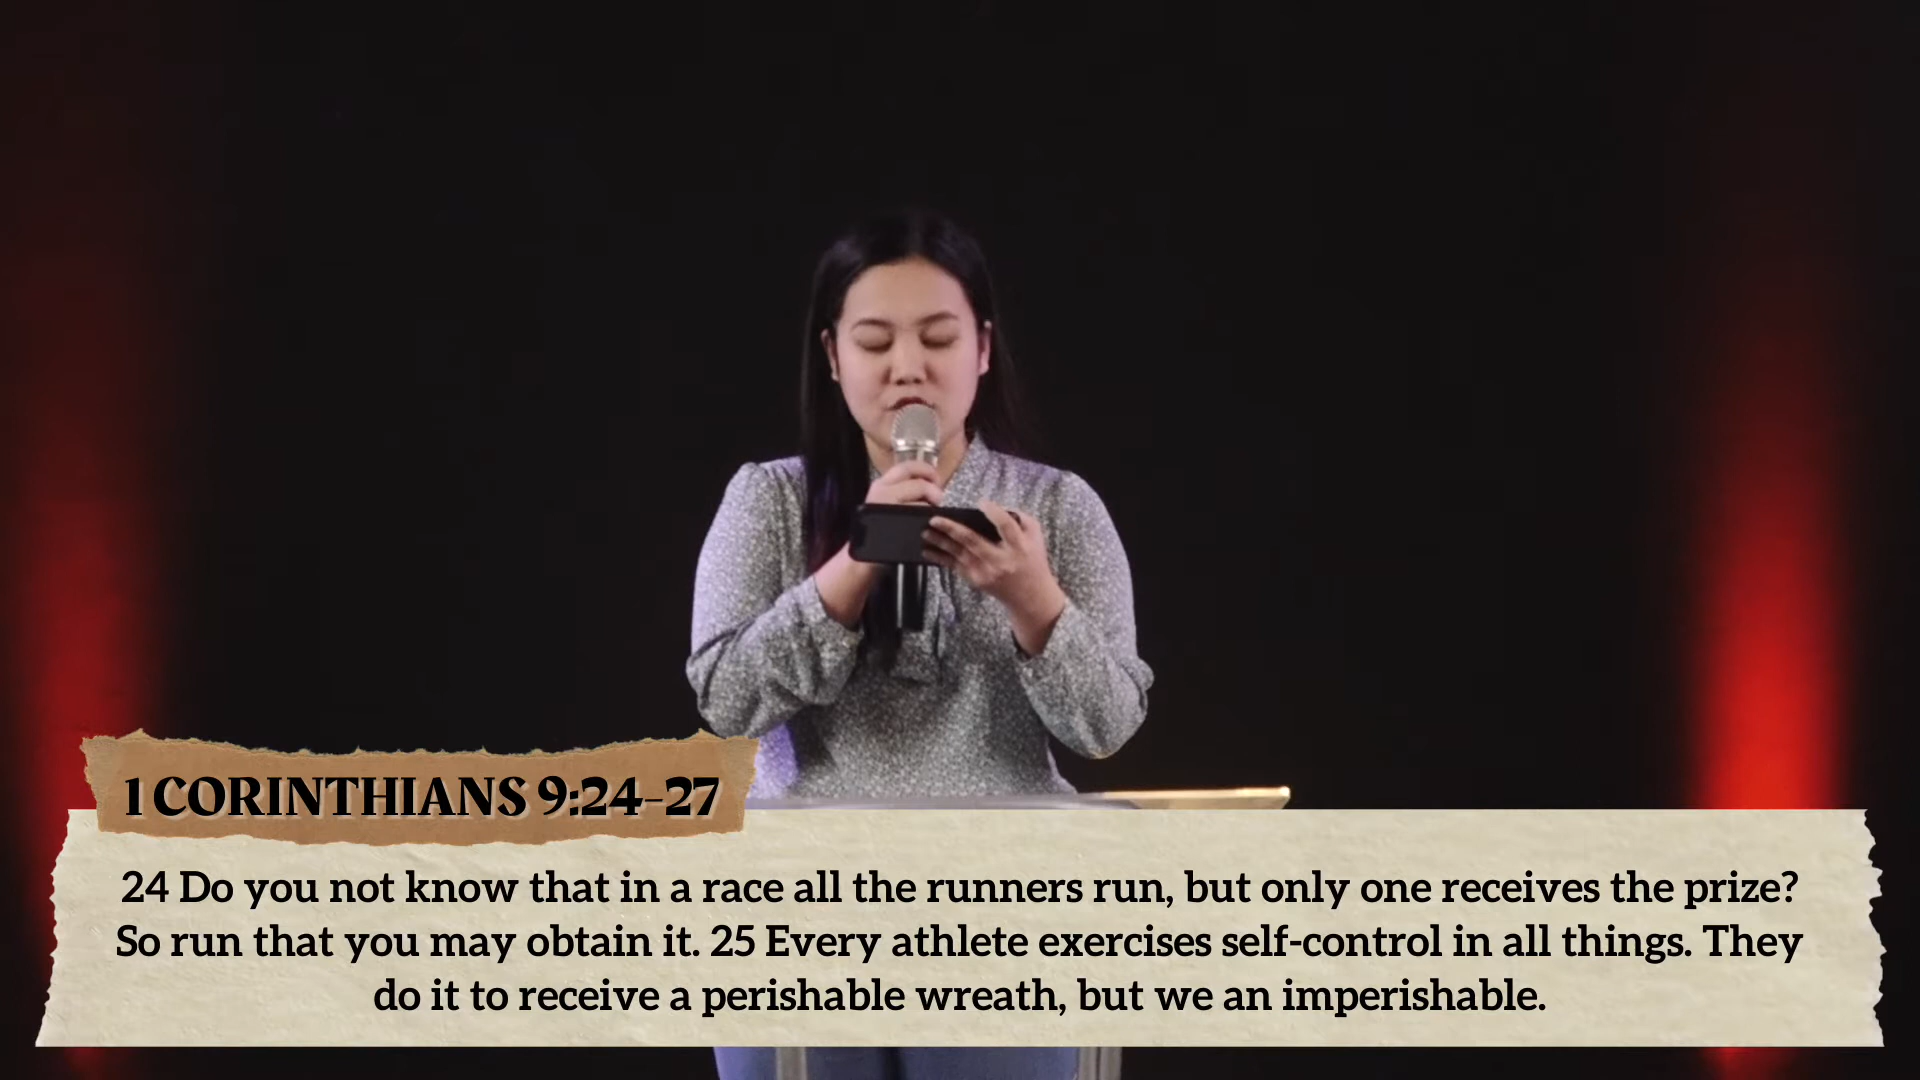 1 CORINTHIANS 9:24-27
24 Do you not know that in a race all the runners run, but only one receives the prize?
So run that you may obtain it. 25 Every athlete exercises self-control in all things. They
do it to receive a perishable wreath, but we an imperishable.